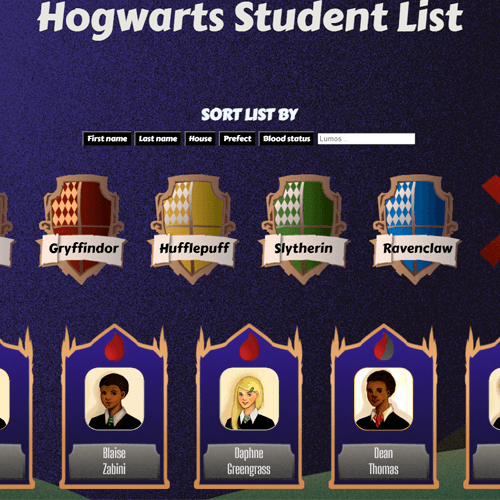 Hogwarts Student List
SORT LIST BY
First name Last name House Prefect Blood status Lumos...
Gryffindor Hufflepuff Slytherin Ravenclaw
Blaise Daphne Dean
Zabini Greengrass Thomas